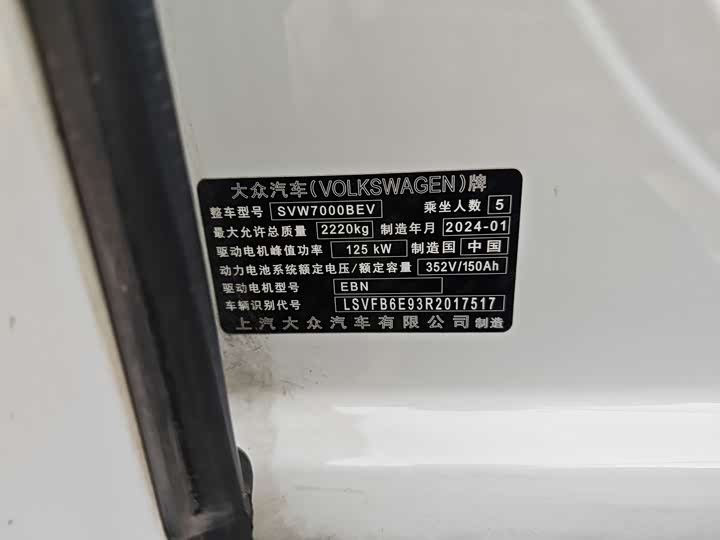 大众汽车(VOLKSWAGEN)牌
整车型号 SVW7000BEV 乘坐人数 5
最大允许总质量 2220kg 制造年月 2024-01
驱动电机峰值功率 125 kW 制造国 中国
动力电池系统额定电压/额定容量 352V/150Ah
驱动电机型号 EBN
车辆识别代号 LSVFB6E93R2017517
上汽大众汽车有限公司制造